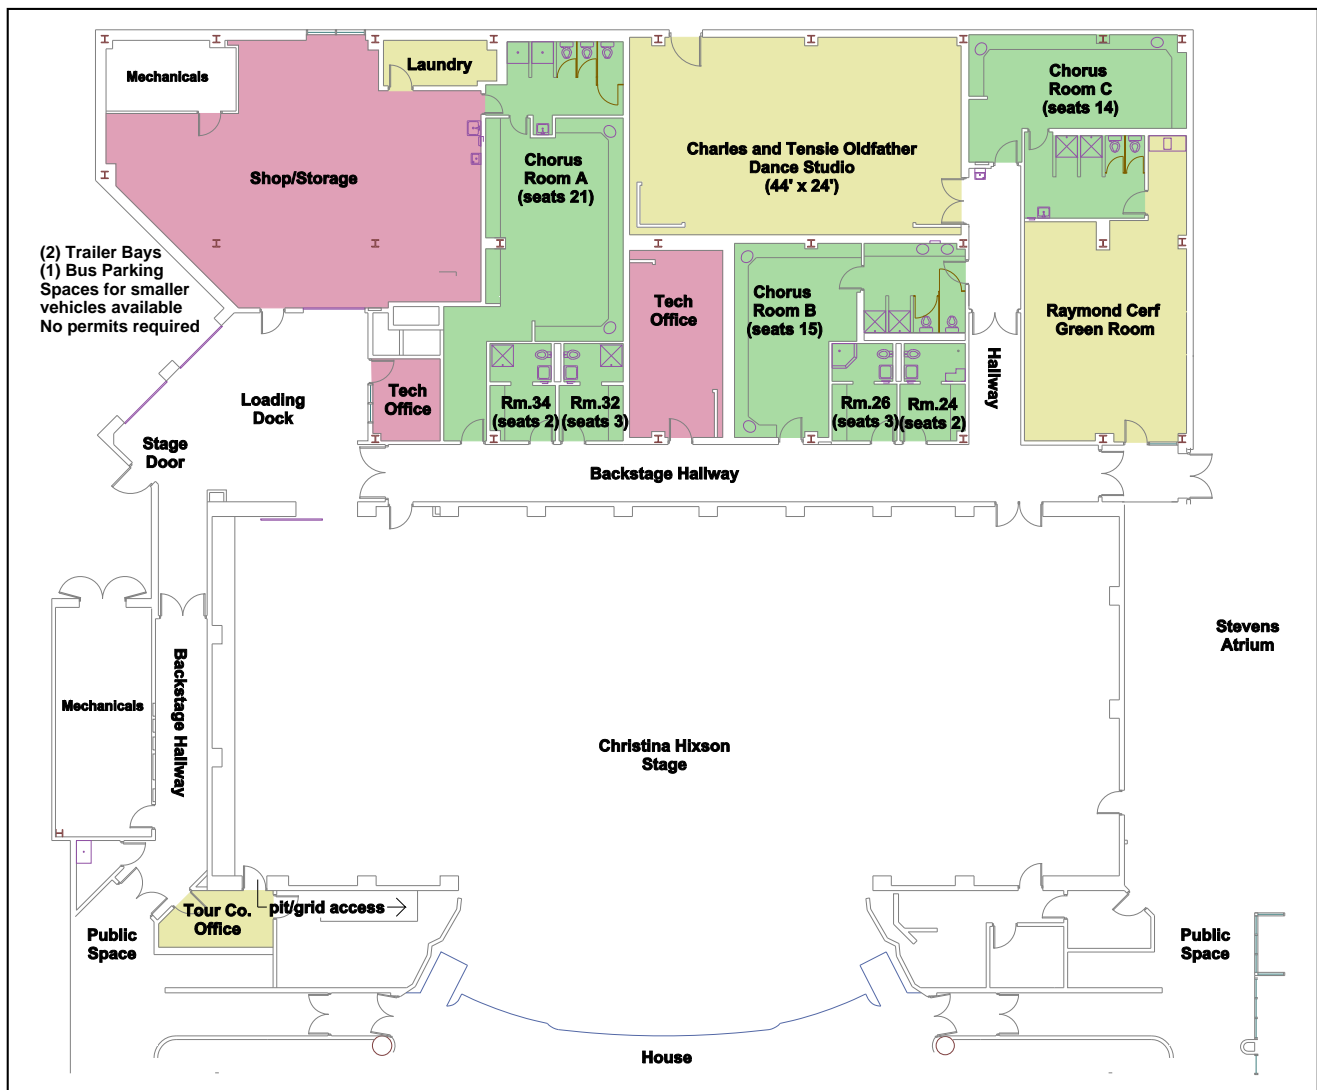 Mechanicals
Laundry
Shop/Storage
Chorus
Room A
(seats 21)
Charles and Tensie Oldfather
Dance Studio
(44' x 24')
Chorus
Room C
(seats 14)
(2) Trailer Bays
(1) Bus Parking
Spaces for smaller
vehicles available
No permits required
Tech
Office
Chorus
Room B
(seats 15)
Raymond Cerf
Green Room
Hallway
Loading
Dock
Tech
Office
Rm.34
(seats 2)
Rm.32
(seats 3)
Rm.26
(seats 3)
Rm.24
(seats 2)
Stage
Door
Backstage Hallway
Stevens
Atrium
Mechanicals
Backstage Hallway
Christina Hixson
Stage
Tour Co.
Office
pit/grid access
Public
Space
Public
Space
House